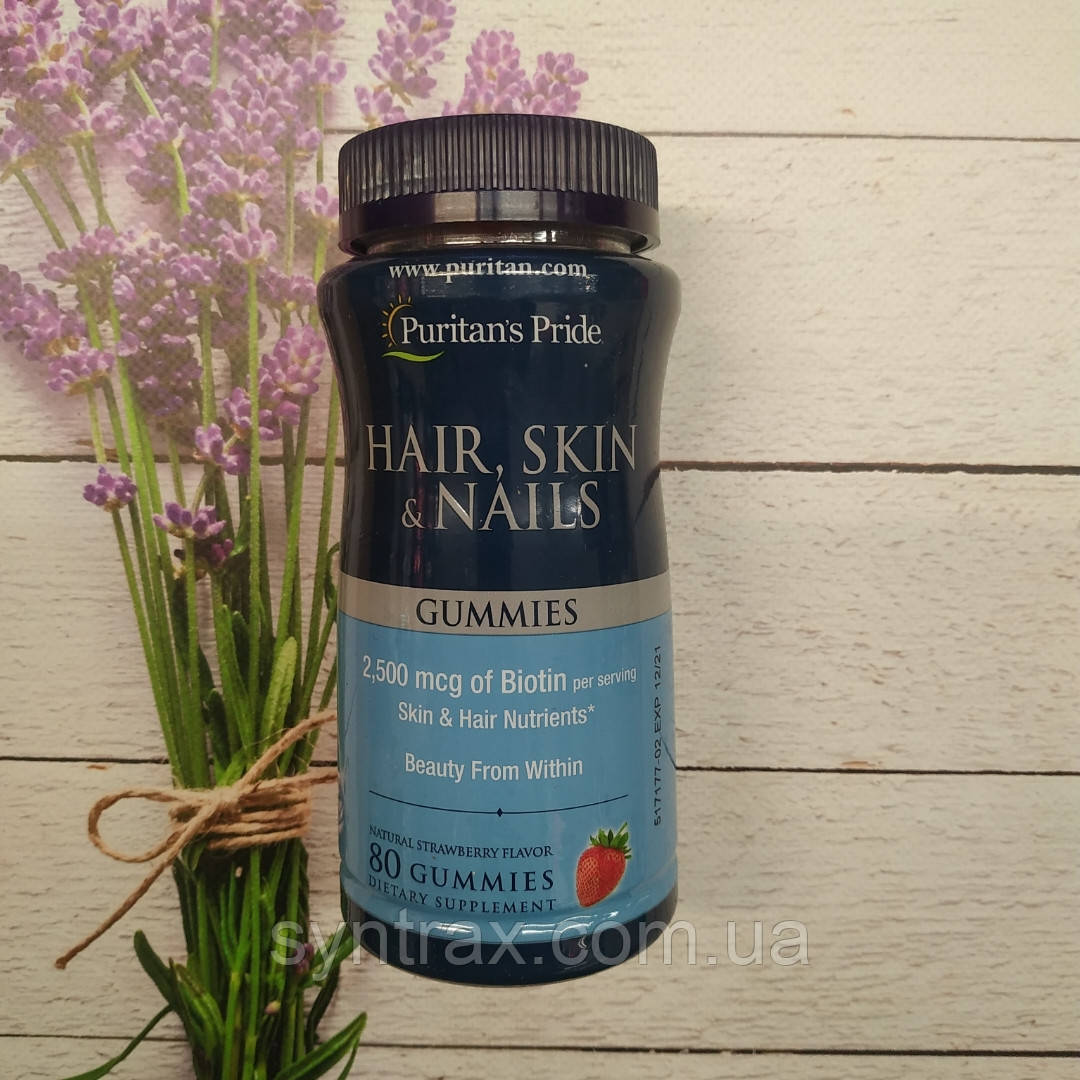 www.puritan.com
Puritan's Pride
HAIR, SKIN
& NAILS
GUMMIES
2,500 mcg of Biotin per serving
Skin & Hair Nutrients*
Beauty From Within
NATURAL STRAWBERRY FLAVOR
80 GUMMIES
DIETARY SUPPLEMENT
517177-02 EXP 12/21
syntrax.com.ua